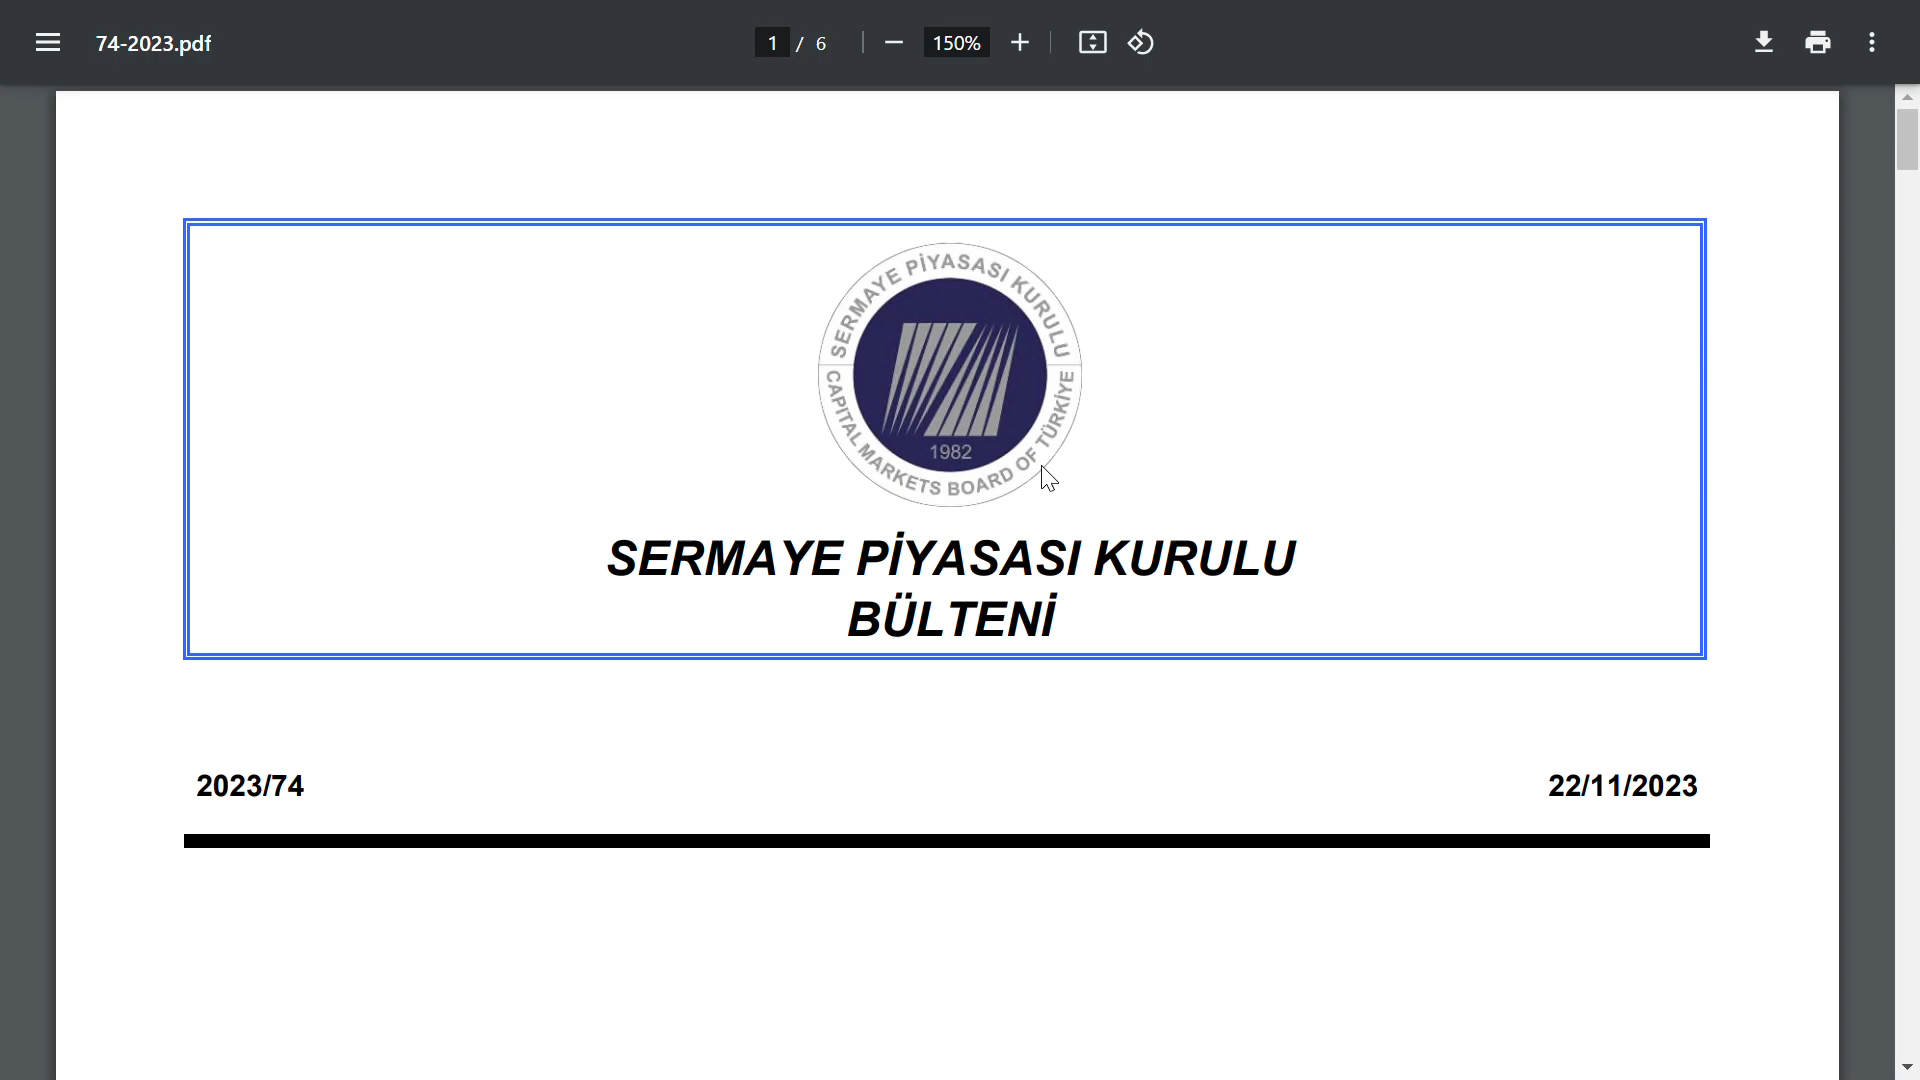 74-2023.pdf
1 / 6
150%
SERMAYE PİYASASI KURULU
CAPITAL MARKETS BOARD OF TÜRKİYE
1982
SERMAYE PİYASASI KURULU
BÜLTENİ
2023/74 22/11/2023